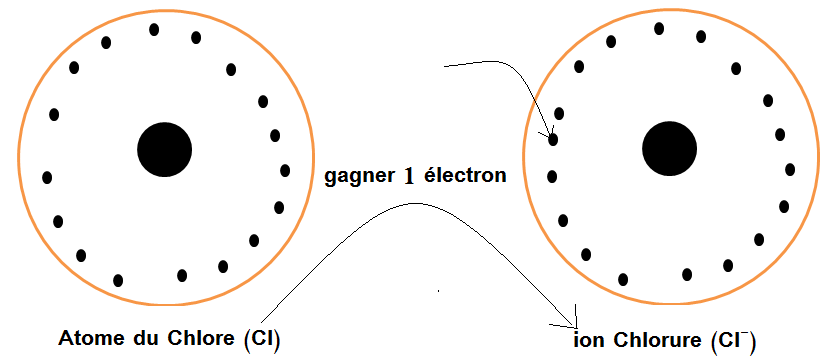 gagner 1 électron
Atome du Chlore (Cl)
ion Chlorure (Cl⁻)